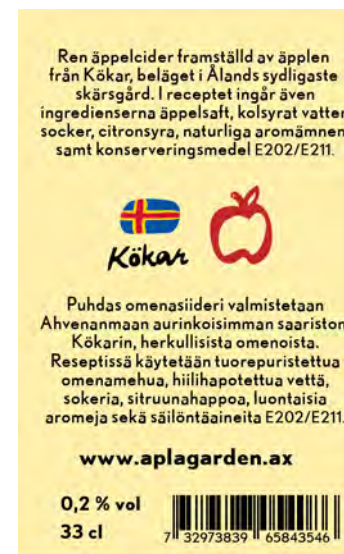 Ren äppelcider framställd av äpplen
från Kökar, beläget i Ålands sydligaste
skärsgård. I receptet ingår även
ingredienserna äppelsaft, kolsyrat vatten
socker, citronsyra, naturliga aromämnen
samt konserveringsmedel E202/E211.
Kökar
Puhdas omenasiideri valmistetaan
Ahvenanmaan aurinkoisimman saariston
Kökarin, herkullisista omenoista.
Reseptissä käytetään tuorepuristettua
omenamehua, hiilihapotettua vettä,
sokeria, sitruunahappoa, luontaisia
aromeja sekä säilöntäaineita E202/E211.
www.aplagarden.ax
0,2 % vol
33 cl
7 32973839 65843546